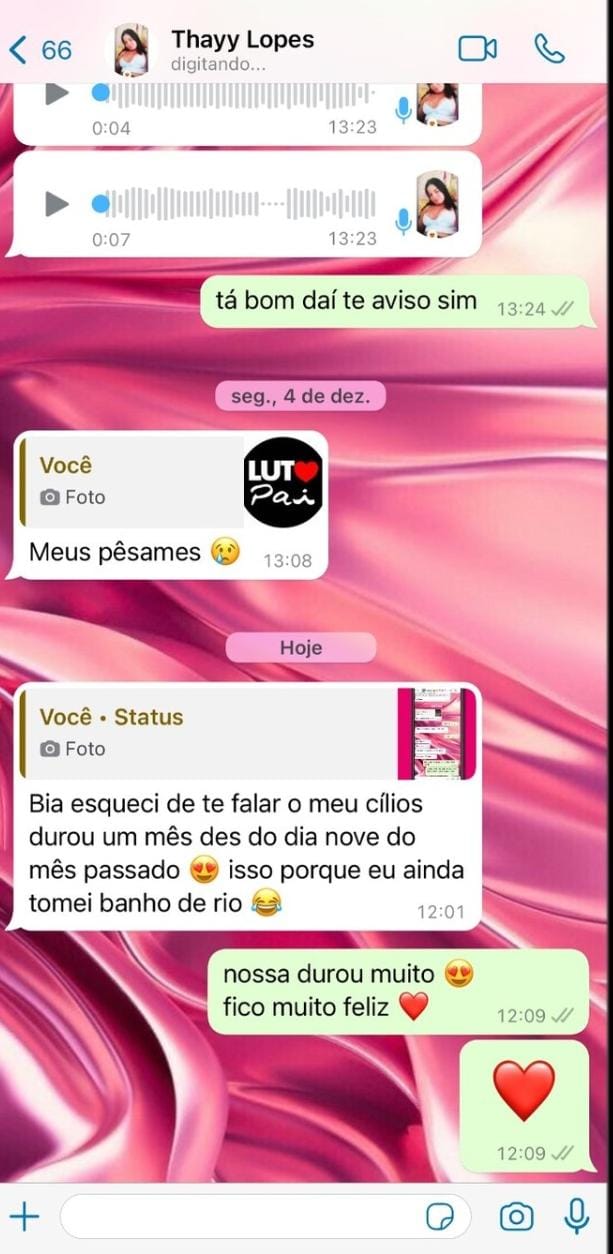 66
Thayy Lopes
digitando...
0:04 13:23
0:07 13:23
tá bom daí te aviso sim 13:24
seg., 4 de dez.
Você
Foto
LUT❤️
Pai
Meus pêsames 😢 13:08
Hoje
Você • Status
Foto
Bia esqueci de te falar o meu cílios
durou um mês des do dia nove do
mês passado 😍 isso porque eu ainda
tomei banho de rio 😂
12:01
nossa durou muito 😍
fico muito feliz ❤️ 12:09
❤️
12:09